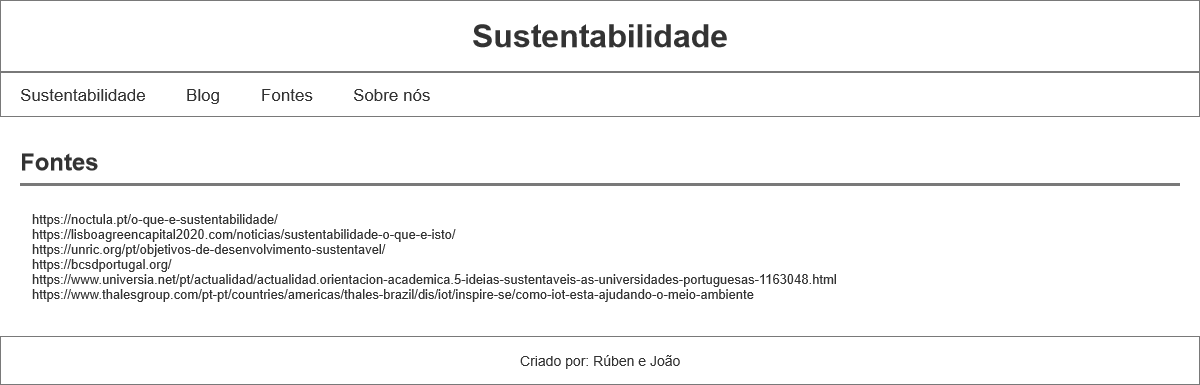 Sustentabilidade
Sustentabilidade Blog Fontes Sobre nós
Fontes
https://noctula.pt/o-que-e-sustentabilidade/
https://lisboagreencapital2020.com/noticias/sustentabilidade-o-que-e-isto/
https://unric.org/pt/objetivos-de-desenvolvimento-sustentavel/
https://bcsdportugal.org/
https://www.universia.net/pt/actualidad/actualidad.orientacion-academica.5-ideias-sustentaveis-as-universidades-portuguesas-1163048.html
https://www.thalesgroup.com/pt-pt/countries/americas/thales-brazil/dis/iot/inspire-se/como-iot-esta-ajudando-o-meio-ambiente
Criado por: Rúben e João